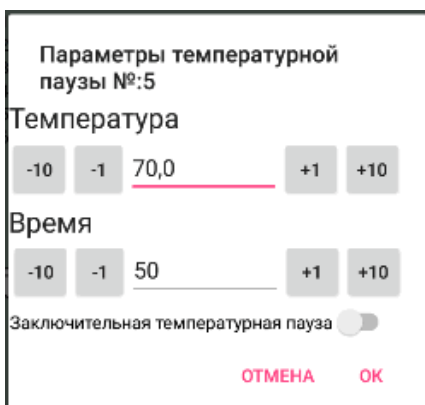 Параметры температурной
паузы №:5
Температура
-10 -1 70,0 +1 +10
Время
-10 -1 50 +1 +10
Заключительная температурная пауза
ОТМЕНА ОК